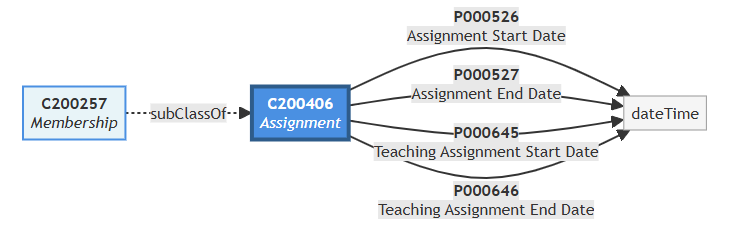 C200257
Membership
subClassOf
C200406
Assignment
P000526
Assignment Start Date
P000527
Assignment End Date
P000645
Teaching Assignment Start Date
P000646
Teaching Assignment End Date
dateTime